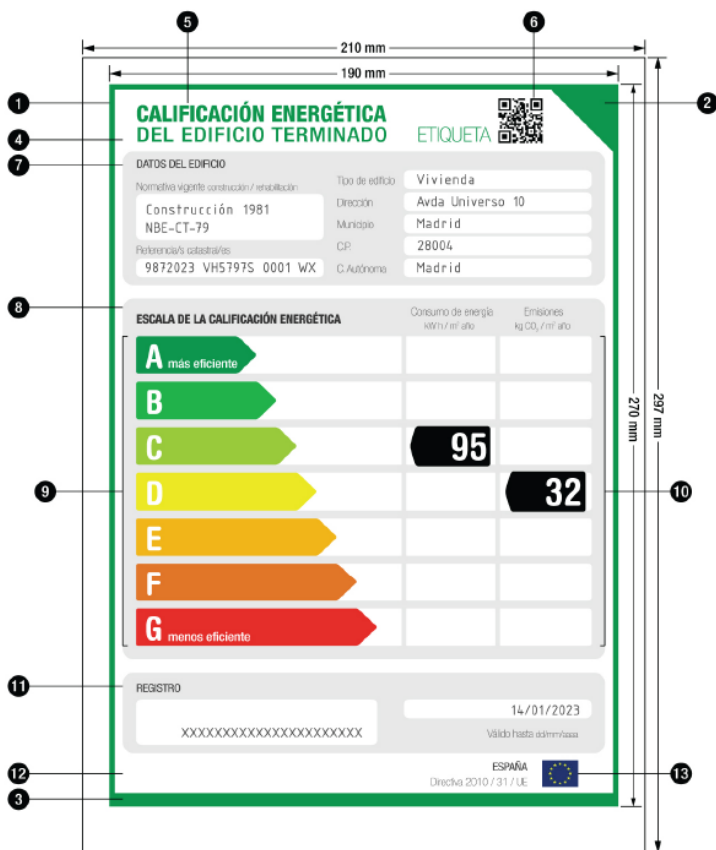 5
6
210 mm
190 mm
1
2
CALIFICACIÓN ENERGÉTICA
DEL EDIFICIO TERMINADO
ETIQUETA
4
7
DATOS DEL EDIFICIO
Normativa vigente construcción / rehabilitación
Construcción 1981
NBE-CT-79
Referencia/s catastral/es
9872023 VH5797S 0001 WX
Tipo de edificio Vivienda
Dirección Avda Universo 10
Municipio Madrid
C.P. 28004
C.Autónoma Madrid
8
ESCALA DE LA CALIFICACIÓN ENERGÉTICA
Consumo de energía
kWh / m² año
Emisiones
kg CO₂ / m² año
A más eficiente
B
C 95
D 32
E
F
G menos eficiente
9
10
270 mm
297 mm
11
REGISTRO
XXXXXXXXXXXXXXXXXXXXXX
14/01/2023
Válido hasta dd/mm/aaaa
12
ESPAÑA
Directiva 2010 / 31 / UE
13
3